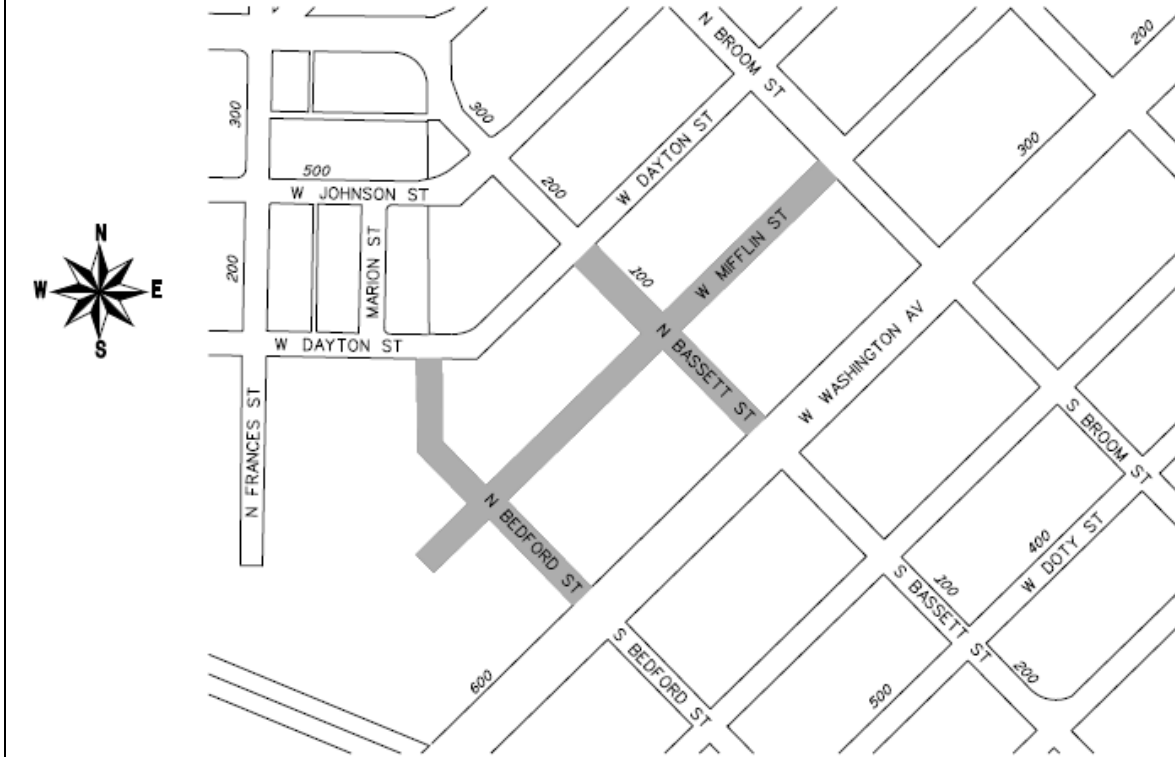 N BROOM ST
200
300
300
500
W JOHNSON ST
200
W DAYTON ST
300
N
W E
S
200
MARION ST
100
W MIFFLIN ST
W DAYTON ST
N BASSETT ST
W WASHINGTON AV
N FRANCES ST
S BROOM ST
N BEDFORD ST
400
W DOTY ST
100
S BASSETT ST
S BEDFORD ST
200
600
500